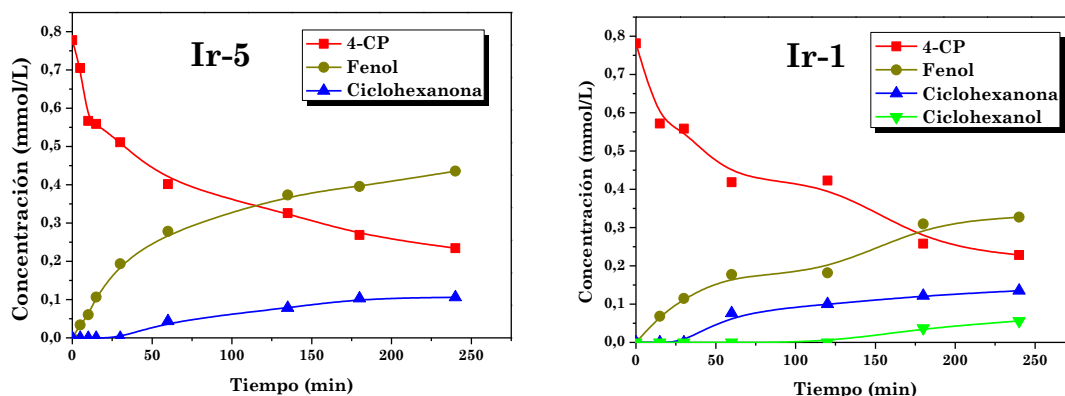 Ir-5
4-CP
Fenol
Ciclohexanona
0,8
0,7
0,6
0,5
0,4
0,3
0,2
0,1
0,0
0 50 100 150 200 250
Concentración (mmol/L)
Tiempo (min)
Ir-1
4-CP
Fenol
Ciclohexanona
Ciclohexanol
0,8
0,7
0,6
0,5
0,4
0,3
0,2
0,1
0,0
0 50 100 150 200 250
Concentración (mmol/L)
Tiempo (min)